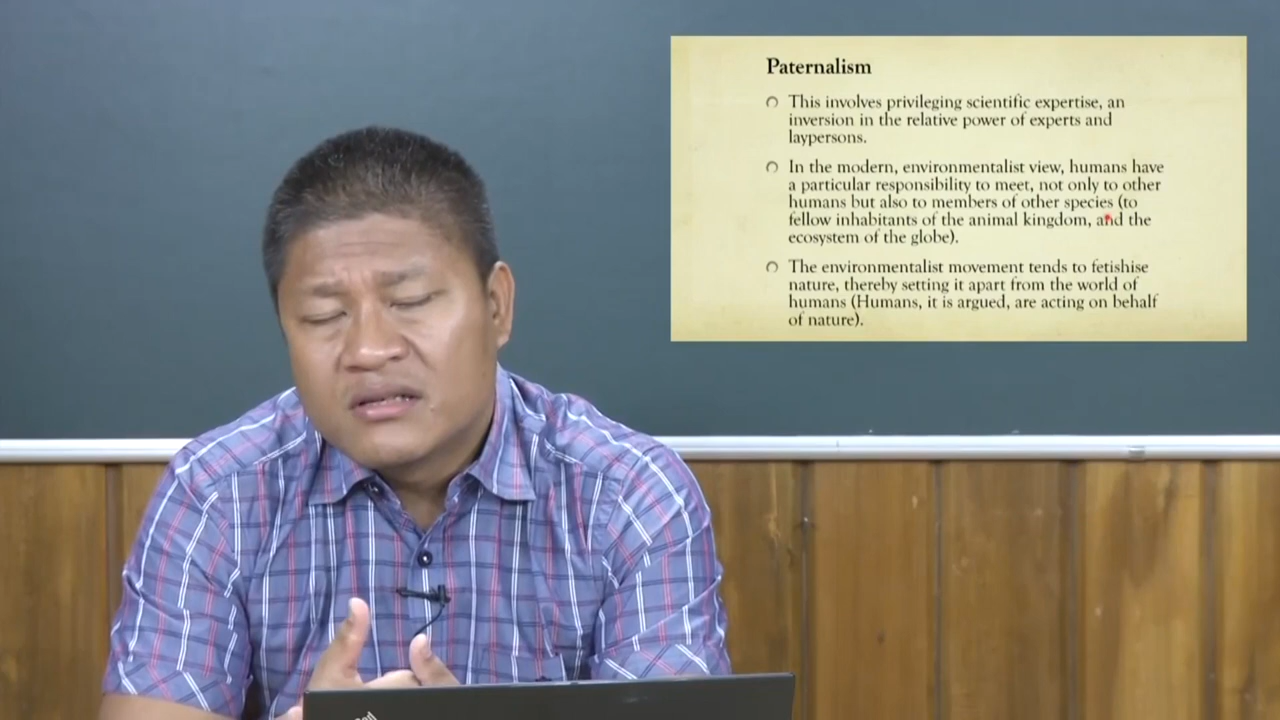 Paternalism
This involves privileging scientific expertise, an
inversion in the relative power of experts and
laypersons.
In the modern, environmentalist view, humans have
a particular responsibility to meet, not only to other
humans but also to members of other species (to
fellow inhabitants of the animal kingdom, and the
ecosystem of the globe).
The environmentalist movement tends to fetishise
nature, thereby setting it apart from the world of
humans (Humans, it is argued, are acting on behalf
of nature).